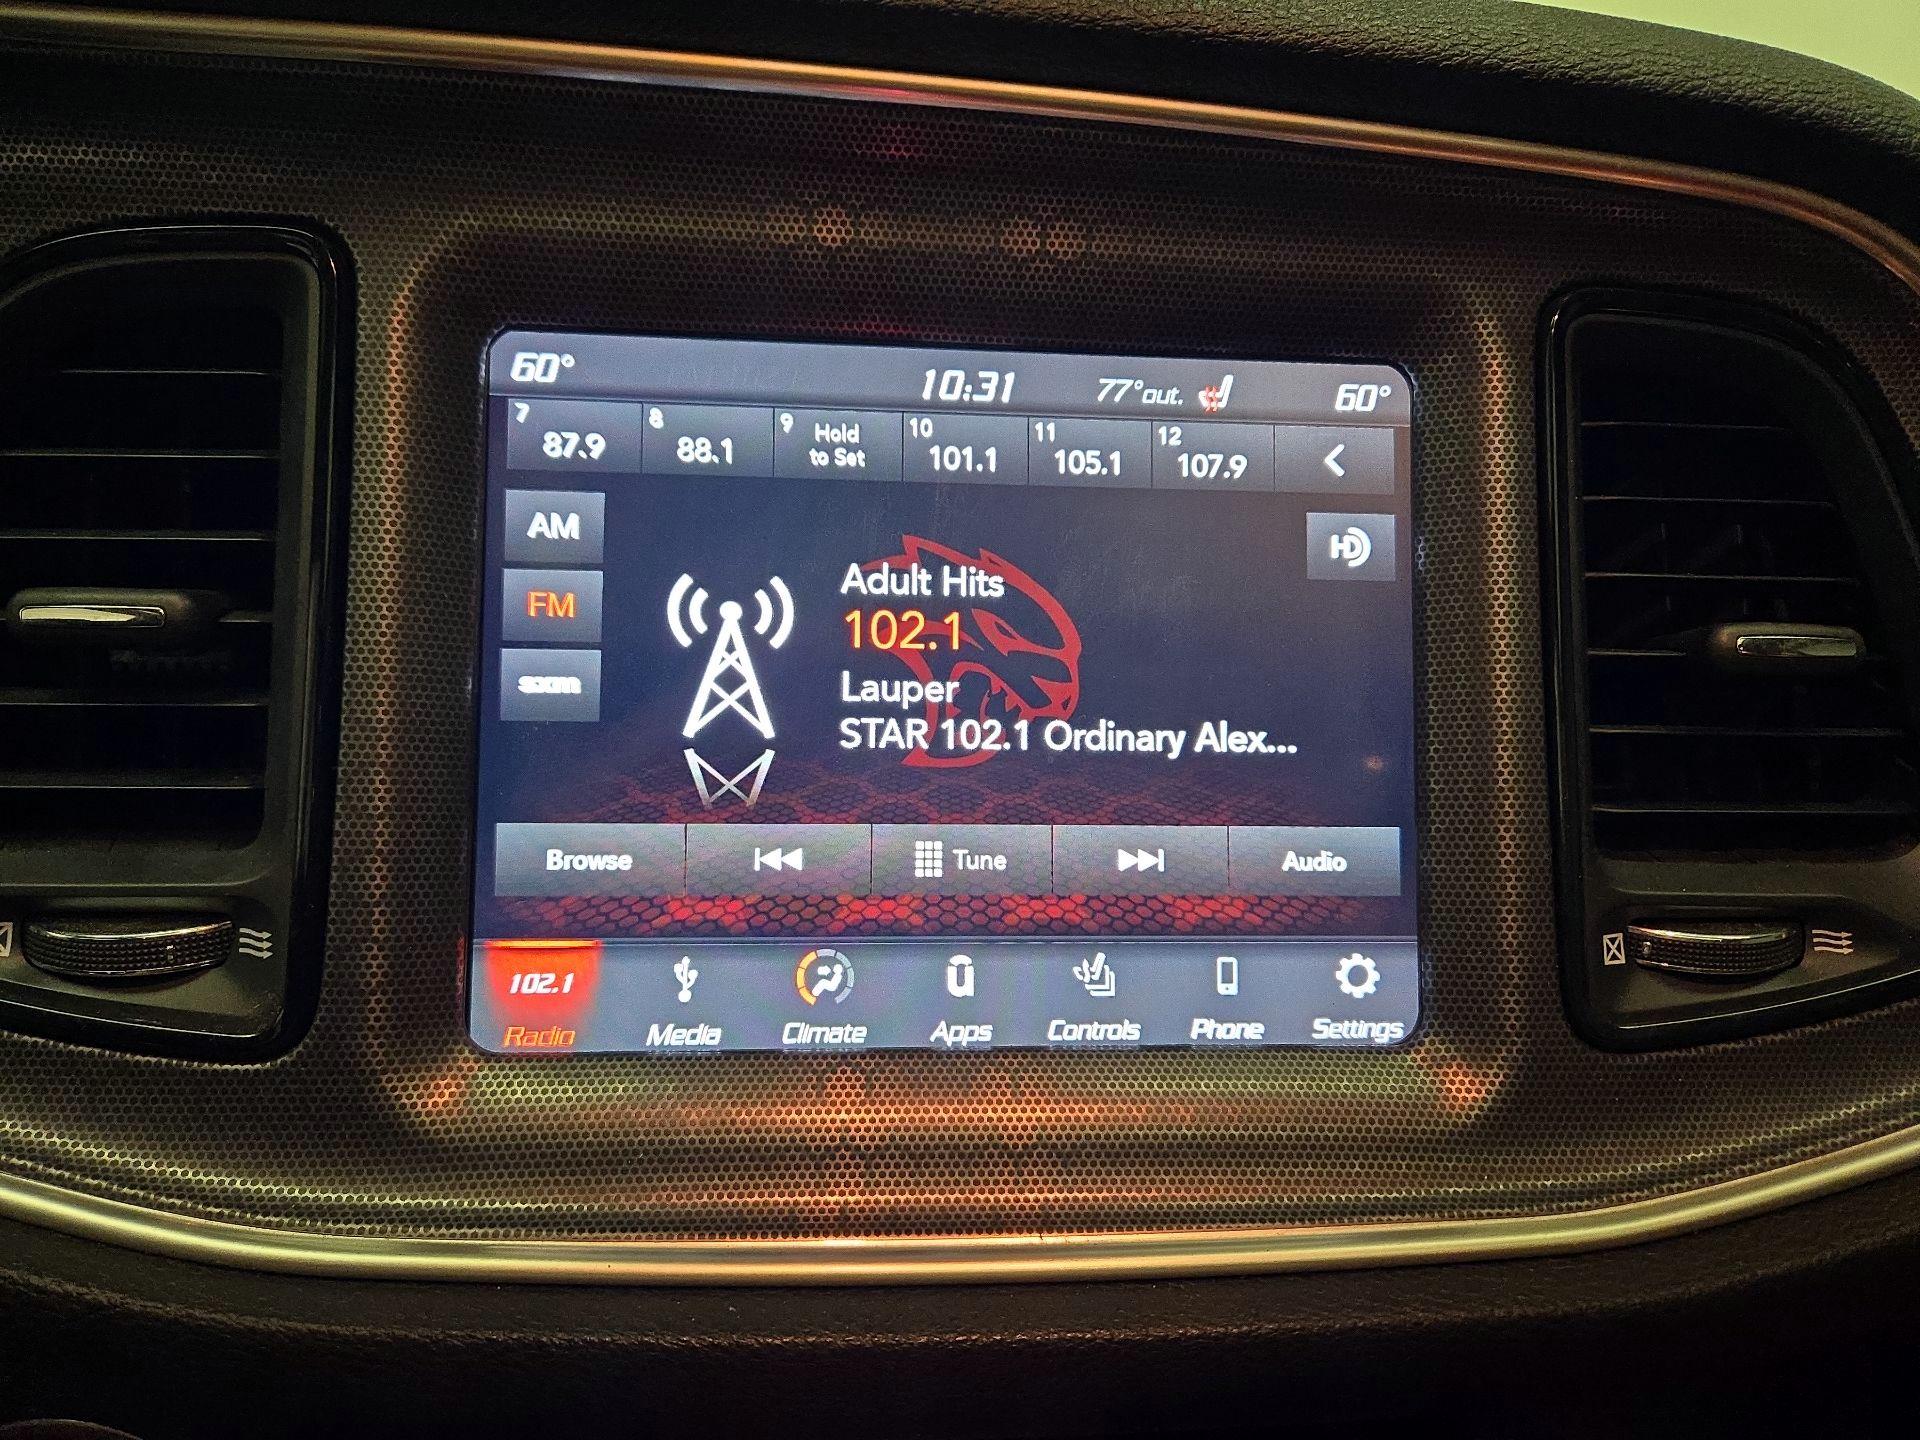 60° 10:31 77°out. 60°
7 87.9 8 88.1 9 Hold to Set 10 101.1 11 105.1 12 107.9
AM
HD
FM
sxm
Adult Hits
102.1
Lauper
STAR 102.1 Ordinary Alex...
Browse Tune Audio
102.1
Radio Media Climate Apps Controls Phone Settings